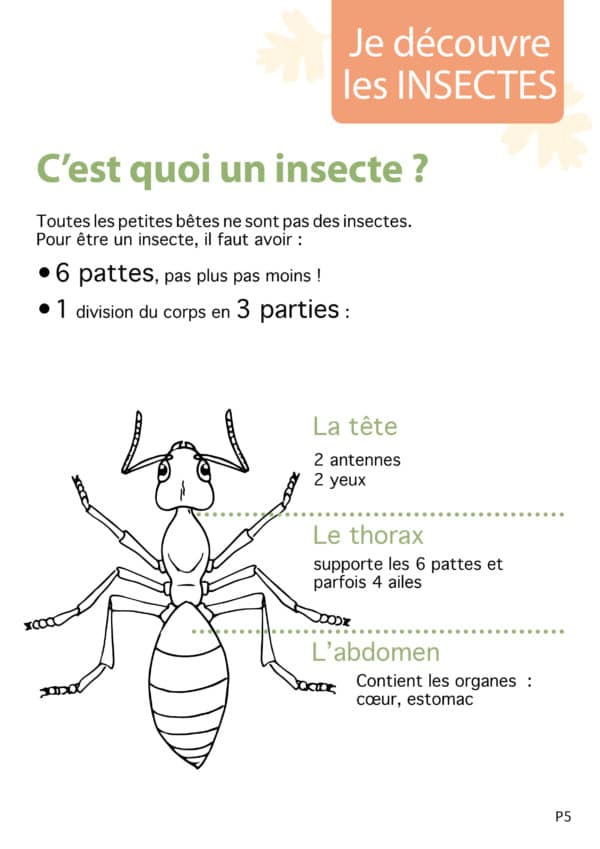 Je découvre
les INSECTES
C'est quoi un insecte ?
Toutes les petites bêtes ne sont pas des insectes.
Pour être un insecte, il faut avoir :
• 6 pattes, pas plus pas moins !
• 1 division du corps en 3 parties :
La tête
2 antennes
2 yeux
Le thorax
supporte les 6 pattes et
parfois 4 ailes
L'abdomen
Contient les organes :
cœur, estomac
P5